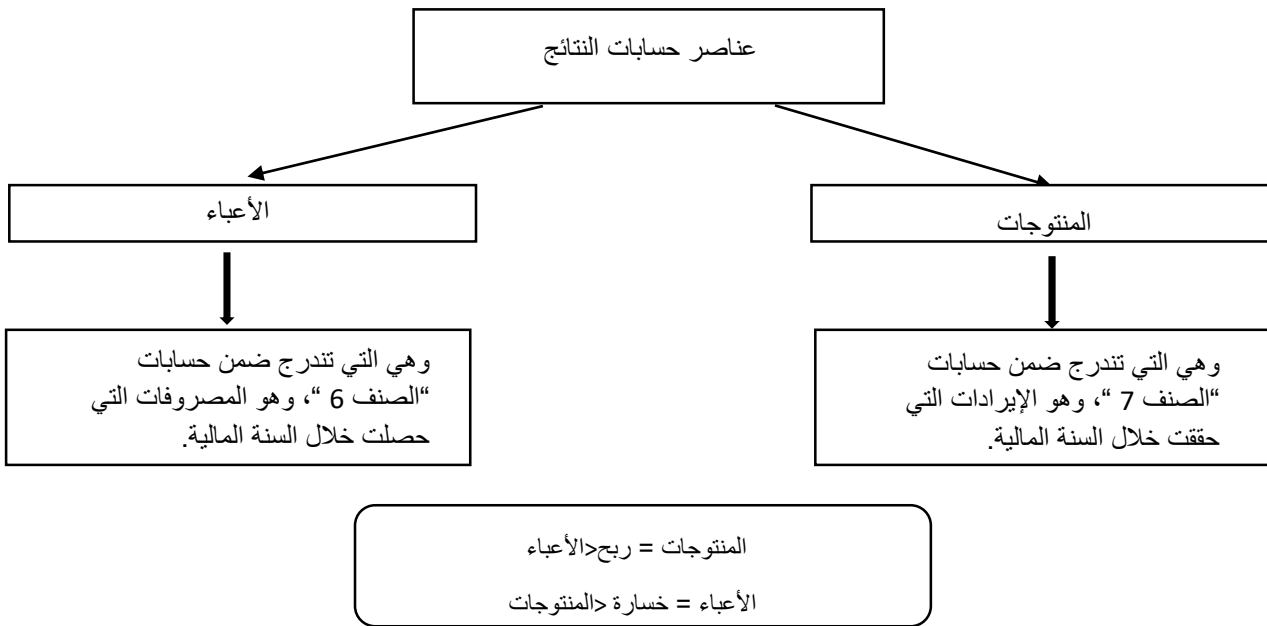 عناصر حسابات النتائج
المنتوجات
الأعباء
وهي التي تندرج ضمن حسابات
“الصنف 7 “، وهو الإيرادات التي
حققت خلال السنة المالية.
وهي التي تندرج ضمن حسابات
“الصنف 6 “، وهو المصروفات التي
حصلت خلال السنة المالية.
المنتوجات = ربح>الأعباء
الأعباء = خسارة >المنتوجات